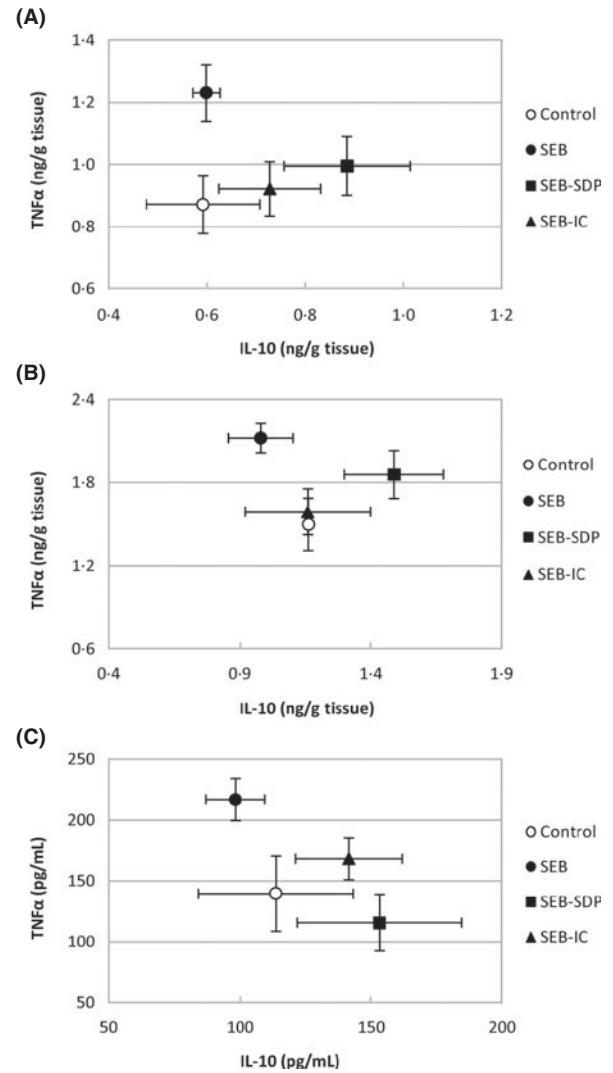 (A)
1·4
1·2
1·0
0·8
0·6
TNFα (ng/g tissue)
0·4 0·6 0·8 1·0 1·2
IL-10 (ng/g tissue)
Control
SEB
SEB-SDP
SEB-IC
(B)
2·4
1·8
1·2
0·6
TNFα (ng/g tissue)
0·4 0·9 1·4 1·9
IL-10 (ng/g tissue)
Control
SEB
SEB-SDP
SEB-IC
(C)
250
200
150
100
50
TNFα (pg/mL)
50 100 150 200
IL-10 (pg/mL)
Control
SEB
SEB-SDP
SEB-IC